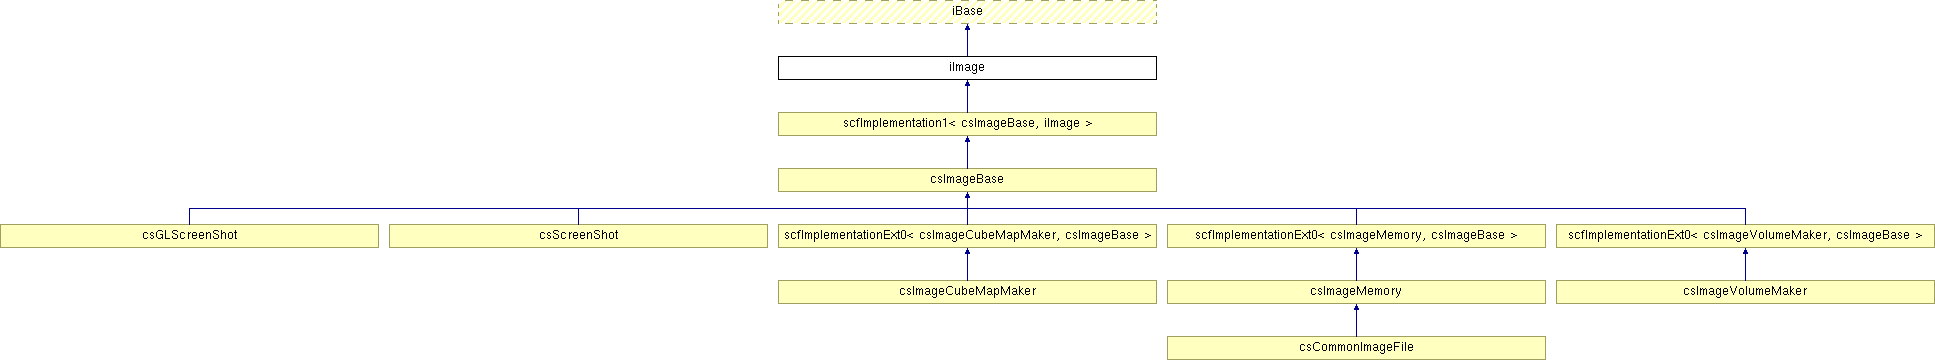 iBase
iImage
scfImplementation1< csImageBase, iImage >
csImageBase
csGLScreenShot
csScreenShot
scfImplementationExt0< csImageCubeMapMaker, csImageBase >
scfImplementationExt0< csImageMemory, csImageBase >
scfImplementationExt0< csImageVolumeMaker, csImageBase >
csImageCubeMapMaker
csImageMemory
csImageVolumeMaker
csCommonImageFile